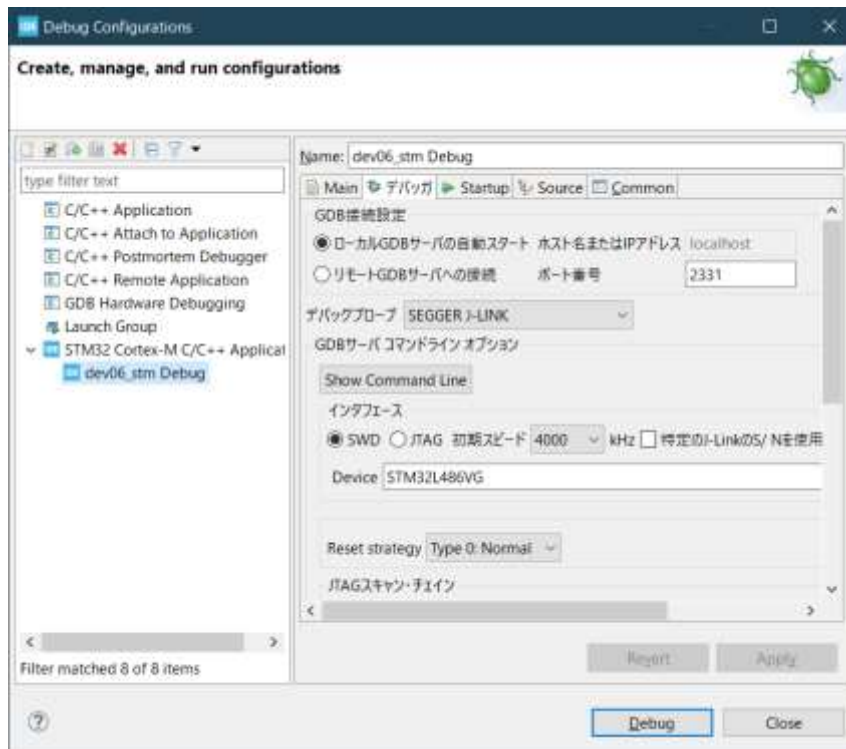 IDE Debug Configurations
Create, manage, and run configurations
type filter text
C/C++ Application
C/C++ Attach to Application
C/C++ Postmortem Debugger
C/C++ Remote Application
GDB Hardware Debugging
Launch Group
STM32 Cortex-M C/C++ Applicat
dev06_stm Debug
Filter matched 8 of 8 items
Name: dev06_stm Debug
Main デバッガ Startup Source Common
GDB接続設定
ローカルGDBサーバの自動スタート ホスト名またはIPアドレス localhost
リモートGDBサーバへの接続 ポート番号 2331
デバッグプローブ SEGGER J-LINK
GDBサーバ コマンドライン オプション
Show Command Line
インタフェース
SWD JTAG 初期スピード 4000 kHz 特定のJ-LinkのS/Nを使用
Device STM32L486VG
Reset strategy Type 0: Normal
JTAGスキャン・チェイン
Revert Apply
Debug Close